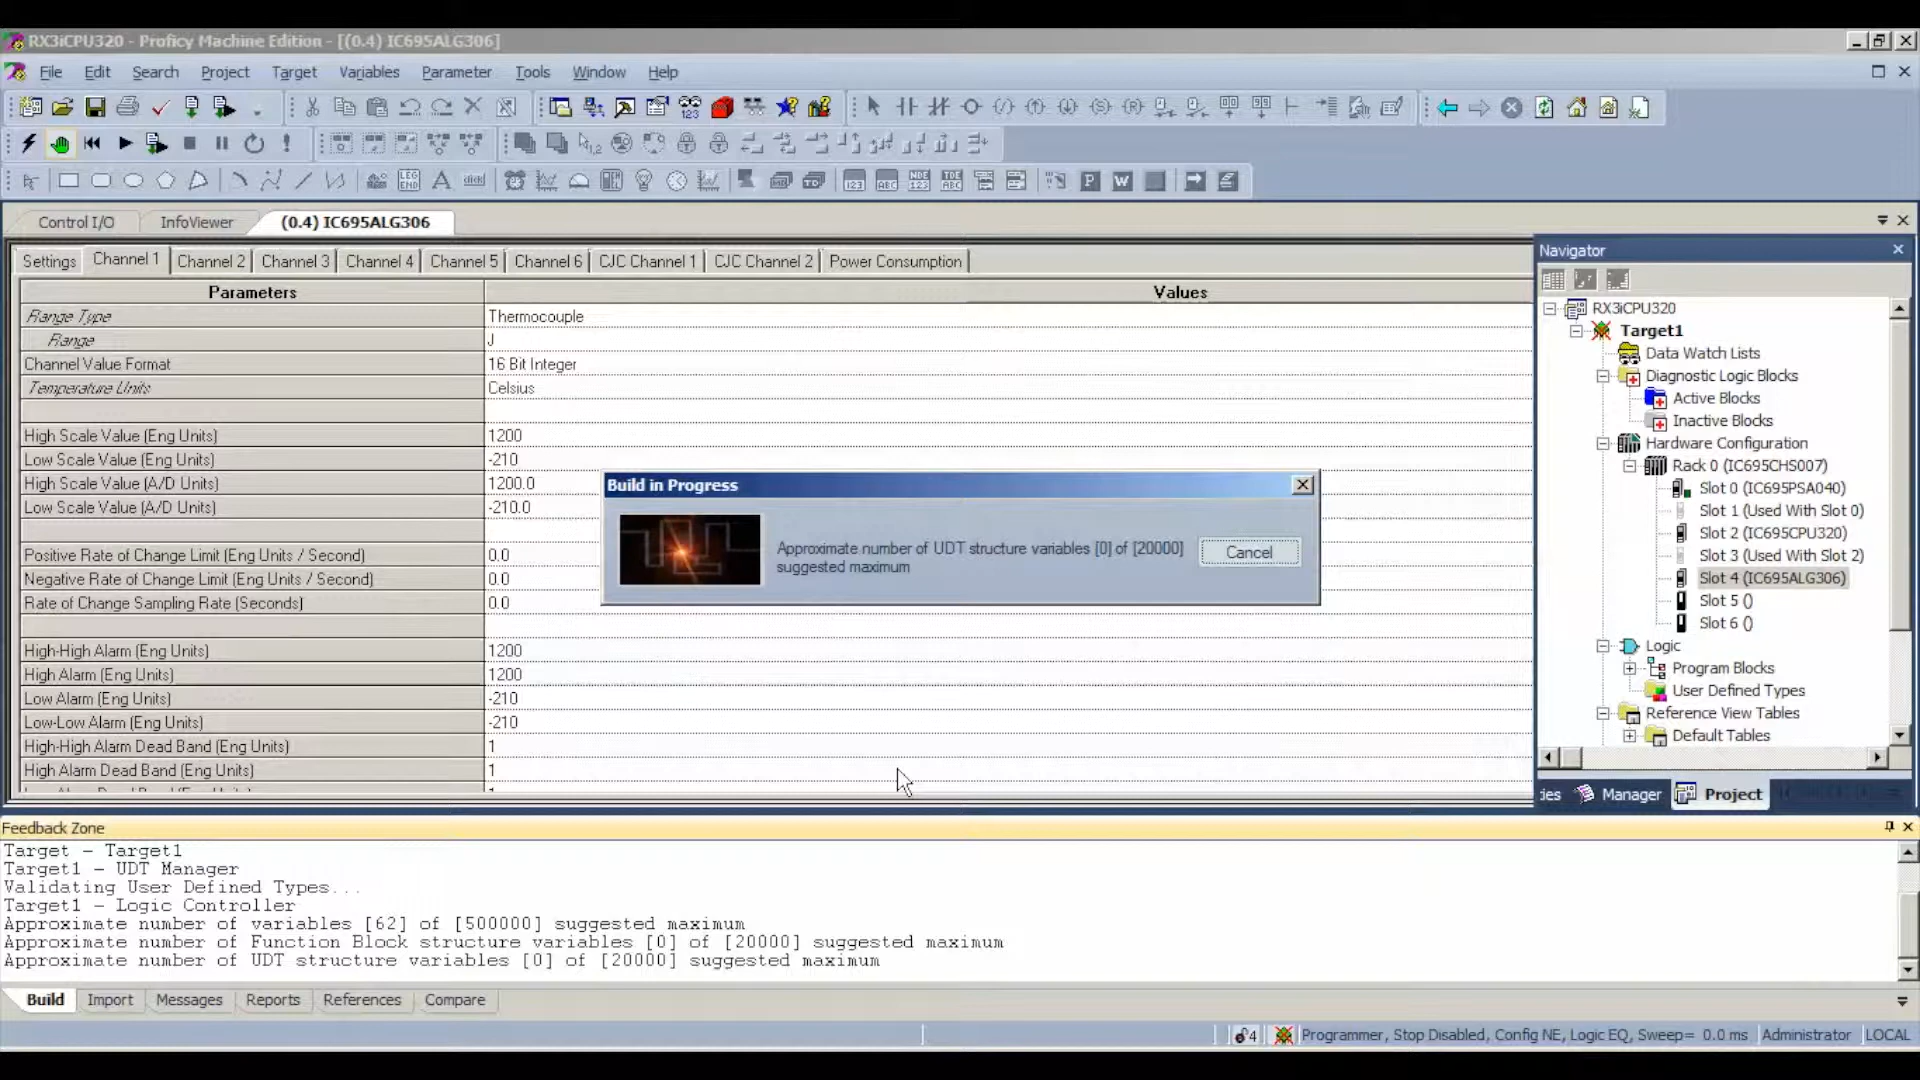 RX3iCPU320 - Proficy Machine Edition - [(0.4) IC695ALG306]
File Edit Search Project Target Variables Parameter Tools Window Help
Control I/O InfoViewer (0.4) IC695ALG306
Settings Channel 1 Channel 2 Channel 3 Channel 4 Channel 5 Channel 6 CJC Channel 1 CJC Channel 2 Power Consumption
Parameters Values
Range Type Thermocouple
Range J
Channel Value Format 16 Bit Integer
Temperature Units Celsius
High Scale Value (Eng Units) 1200
Low Scale Value (Eng Units) -210
High Scale Value (A/D Units) 1200.0
Low Scale Value (A/D Units) -210.0
Positive Rate of Change Limit (Eng Units / Second) 0.0
Negative Rate of Change Limit (Eng Units / Second) 0.0
Rate of Change Sampling Rate (Seconds) 0.0
High-High Alarm (Eng Units) 1200
High Alarm (Eng Units) 1200
Low Alarm (Eng Units) -210
Low-Low Alarm (Eng Units) -210
High-High Alarm Dead Band (Eng Units) 1
High Alarm Dead Band (Eng Units) 1
Build in Progress
Approximate number of UDT structure variables [0] of [20000]
suggested maximum
Cancel
Navigator
RX3iCPU320
Target1
Data Watch Lists
Diagnostic Logic Blocks
Active Blocks
Inactive Blocks
Hardware Configuration
Rack 0 (IC695CHS007)
Slot 0 (IC695PSA040)
Slot 1 (Used With Slot 0)
Slot 2 (IC695CPU320)
Slot 3 (Used With Slot 2)
Slot 4 (IC695ALG306)
Slot 5 ()
Slot 6 ()
Logic
Program Blocks
User Defined Types
Reference View Tables
Default Tables
ties Manager Project
Feedback Zone
Target - Target1
Target1 - UDT Manager
Validating User Defined Types...
Target1 - Logic Controller
Approximate number of variables [62] of [500000] suggested maximum
Approximate number of Function Block structure variables [0] of [20000] suggested maximum
Approximate number of UDT structure variables [0] of [20000] suggested maximum
Build Import Messages Reports References Compare
4 Programmer, Stop Disabled, Config NE, Logic EQ, Sweep= 0.0 ms Administrator LOCAL